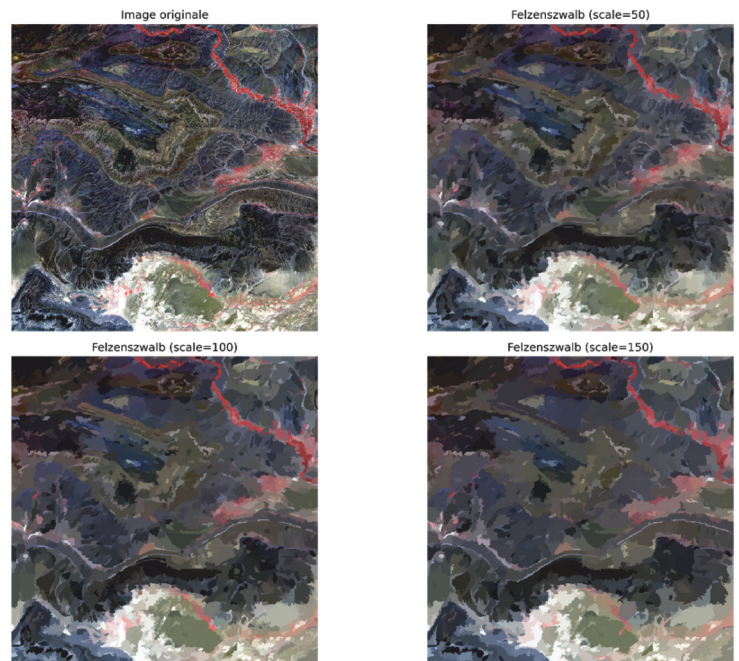 Image originale
Felzenszwalb (scale=50)
Felzenszwalb (scale=100)
Felzenszwalb (scale=150)